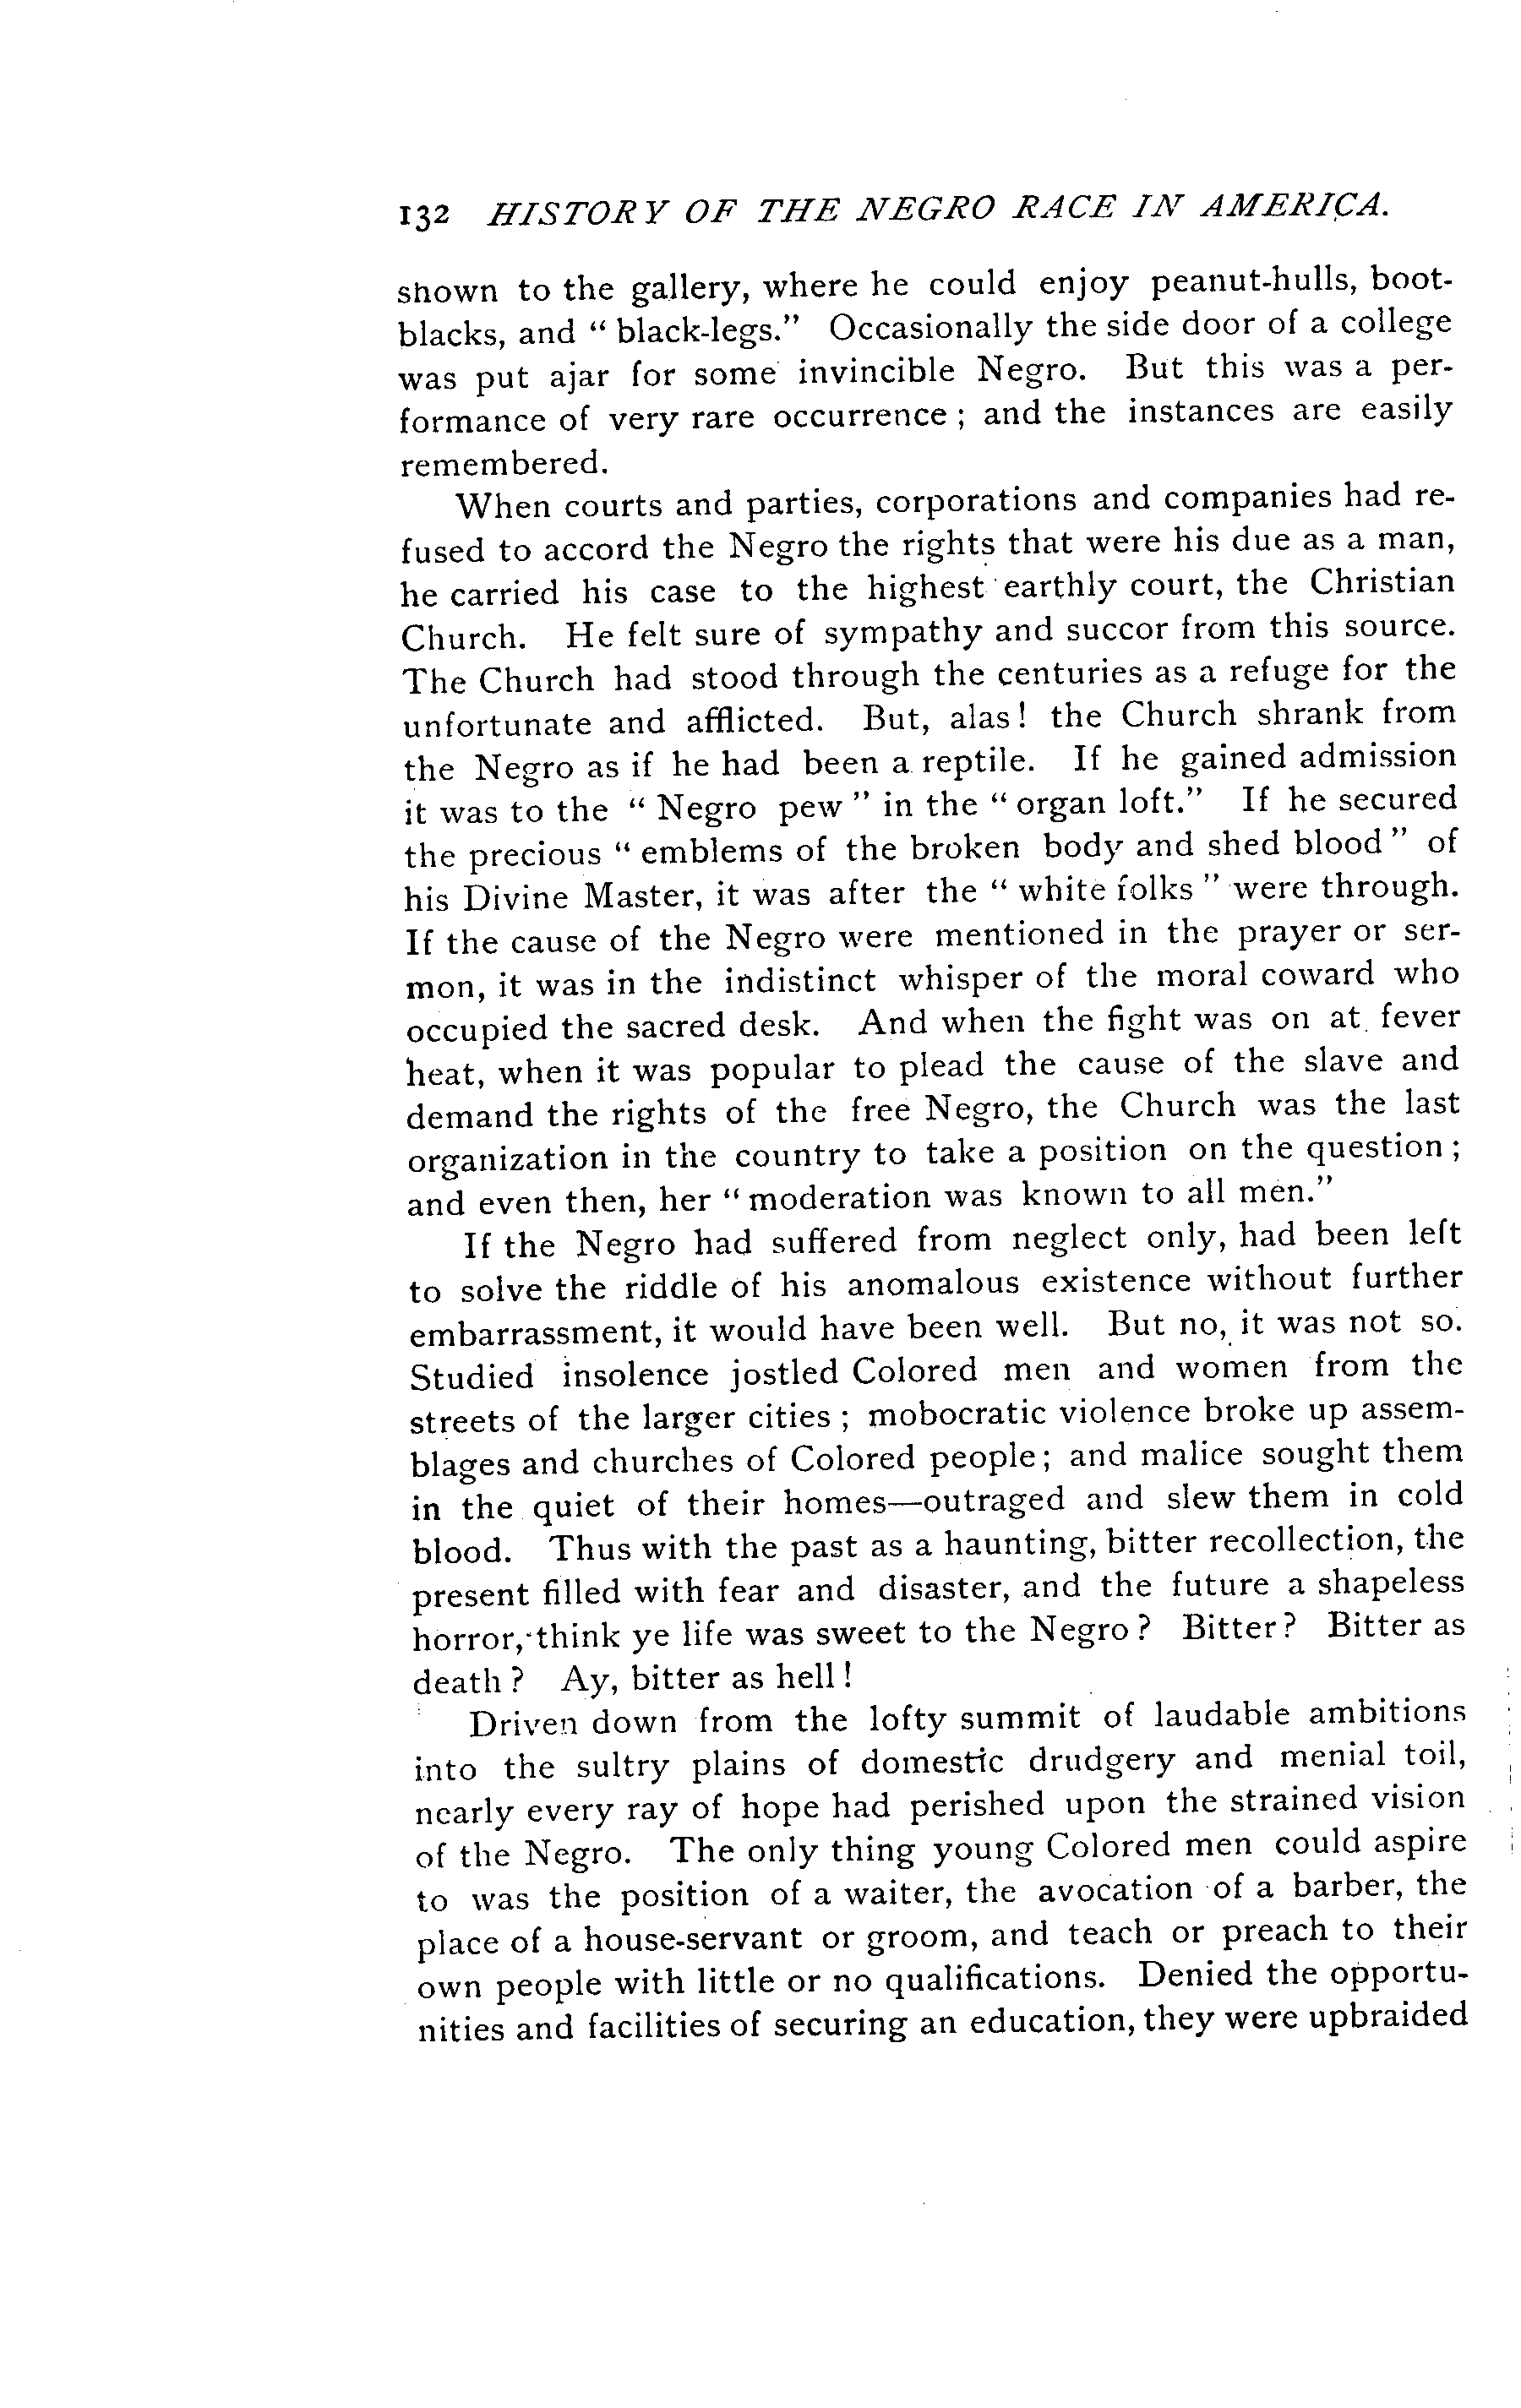 132 HISTORY OF THE NEGRO RACE IN AMERICA.
shown to the gallery, where he could enjoy peanut-hulls, boot-
blacks, and " black-legs." Occasionally the side door of a college
was put ajar for some invincible Negro. But this was a per-
formance of very rare occurrence ; and the instances are easily
remembered.
When courts and parties, corporations and companies had re-
fused to accord the Negro the rights that were his due as a man,
he carried his case to the highest earthly court, the Christian
Church. He felt sure of sympathy and succor from this source.
The Church had stood through the centuries as a refuge for the
unfortunate and afflicted. But, alas! the Church shrank from
the Negro as if he had been a reptile. If he gained admission
it was to the " Negro pew " in the " organ loft." If he secured
the precious " emblems of the broken body and shed blood " of
his Divine Master, it was after the " white folks " were through.
If the cause of the Negro were mentioned in the prayer or ser-
mon, it was in the indistinct whisper of the moral coward who
occupied the sacred desk. And when the fight was on at fever
heat, when it was popular to plead the cause of the slave and
demand the rights of the free Negro, the Church was the last
organization in the country to take a position on the question ;
and even then, her " moderation was known to all men."
If the Negro had suffered from neglect only, had been left
to solve the riddle of his anomalous existence without further
embarrassment, it would have been well. But no, it was not so.
Studied insolence jostled Colored men and women from the
streets of the larger cities ; mobocratic violence broke up assem-
blages and churches of Colored people; and malice sought them
in the quiet of their homes—outraged and slew them in cold
blood. Thus with the past as a haunting, bitter recollection, the
present filled with fear and disaster, and the future a shapeless
horror, think ye life was sweet to the Negro ? Bitter ? Bitter as
death ? Ay, bitter as hell !
Driven down from the lofty summit of laudable ambitions
into the sultry plains of domestic drudgery and menial toil,
nearly every ray of hope had perished upon the strained vision
of the Negro. The only thing young Colored men could aspire
to was the position of a waiter, the avocation of a barber, the
place of a house-servant or groom, and teach or preach to their
own people with little or no qualifications. Denied the opportu-
nities and facilities of securing an education, they were upbraided